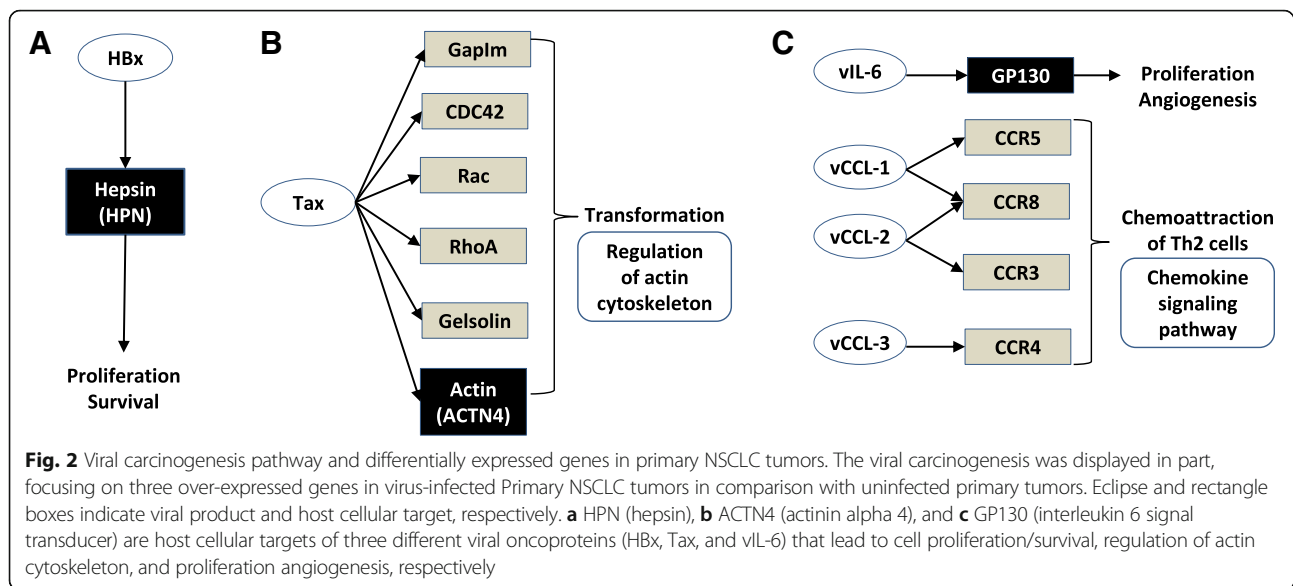 A
HBx
Hepsin
(HPN)
Proliferation
Survival
B
Tax
GapIm
CDC42
Rac
RhoA
Gelsolin
Actin
(ACTN4)
Transformation
Regulation
of actin
cytoskeleton
C
vIL-6
GP130
Proliferation
Angiogenesis
vCCL-1
vCCL-2
vCCL-3
CCR5
CCR8
CCR3
CCR4
Chemoattraction
of Th2 cells
Chemokine
signaling
pathway
Fig. 2 Viral carcinogenesis pathway and differentially expressed genes in primary NSCLC tumors. The viral carcinogenesis was displayed in part,
focusing on three over-expressed genes in virus-infected Primary NSCLC tumors in comparison with uninfected primary tumors. Eclipse and rectangle
boxes indicate viral product and host cellular target, respectively. a HPN (hepsin), b ACTN4 (actinin alpha 4), and c GP130 (interleukin 6 signal
transducer) are host cellular targets of three different viral oncoproteins (HBx, Tax, and vIL-6) that lead to cell proliferation/survival, regulation of actin
cytoskeleton, and proliferation angiogenesis, respectively